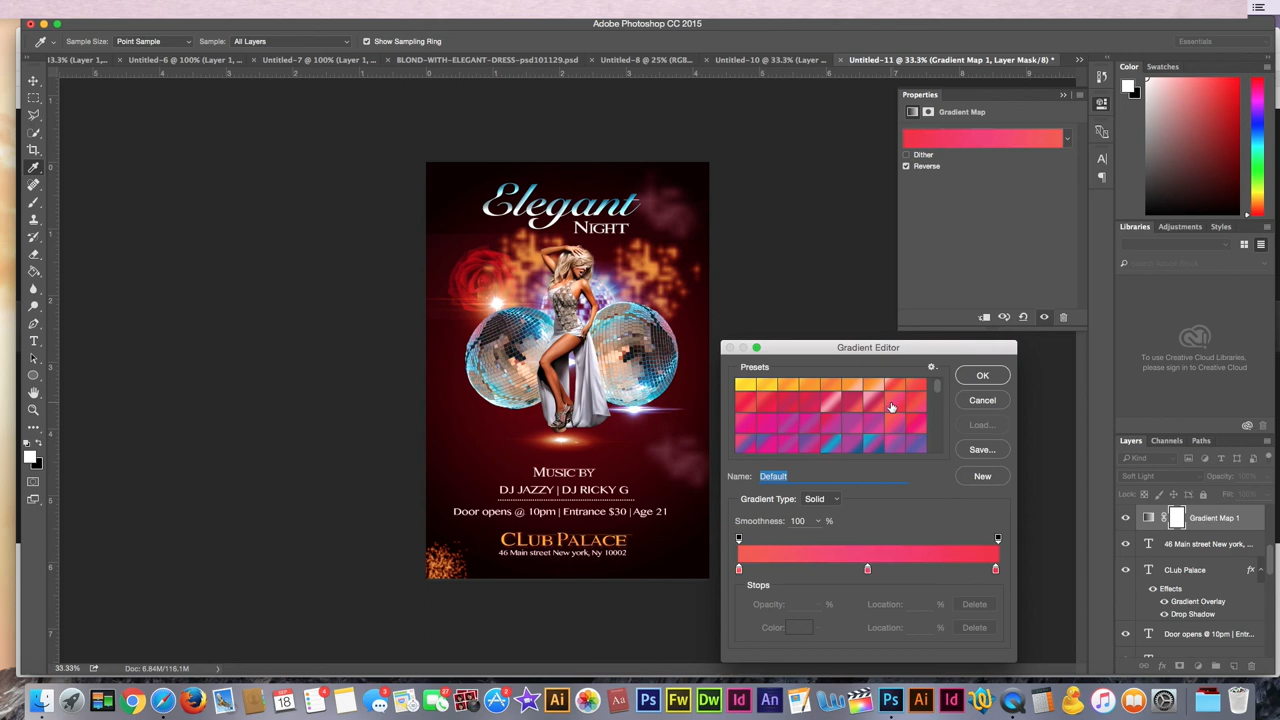 Adobe Photoshop CC 2015
Sample Size: Point Sample Sample: All Layers Show Sampling Ring Essentials
33.3% (Layer 1,... Untitled-6 @ 100% (Layer 1, ... Untitled-7 @ 100% (Layer 1, ... BLOND-WITH-ELEGANT-DRESS-psd101129.psd Untitled-8 @ 25% (RGB... Untitled-10 @ 33.3% (Layer ... Untitled-11 @ 33.3% (Gradient Map 1, Layer Mask/8) *
Properties
Gradient Map
Dither
Reverse
Color Swatches
Libraries Adjustments Styles
To use Creative Cloud Libraries,
please sign in to Creative Cloud
Elegant
Night
Music by
DJ Jazzy | DJ Ricky G
Door opens @ 10pm | Entrance $30 | Age 21
CLub Palace
46 Main street New york, Ny 10002
Gradient Editor
Presets
OK
Cancel
Load...
Save...
Name: Default New
Gradient Type: Solid
Smoothness: 100 %
Stops
Opacity: % Location: % Delete
Color: Location: % Delete
Layers Channels Paths
Kind
Soft Light Opacity: 100%
Lock: Fill: 100%
Gradient Map 1
46 Main street New york, ...
CLub Palace fx
Effects
Gradient Overlay
Drop Shadow
Door opens @ 10pm | Entr...
33.33% Doc: 6.84M/116.1M